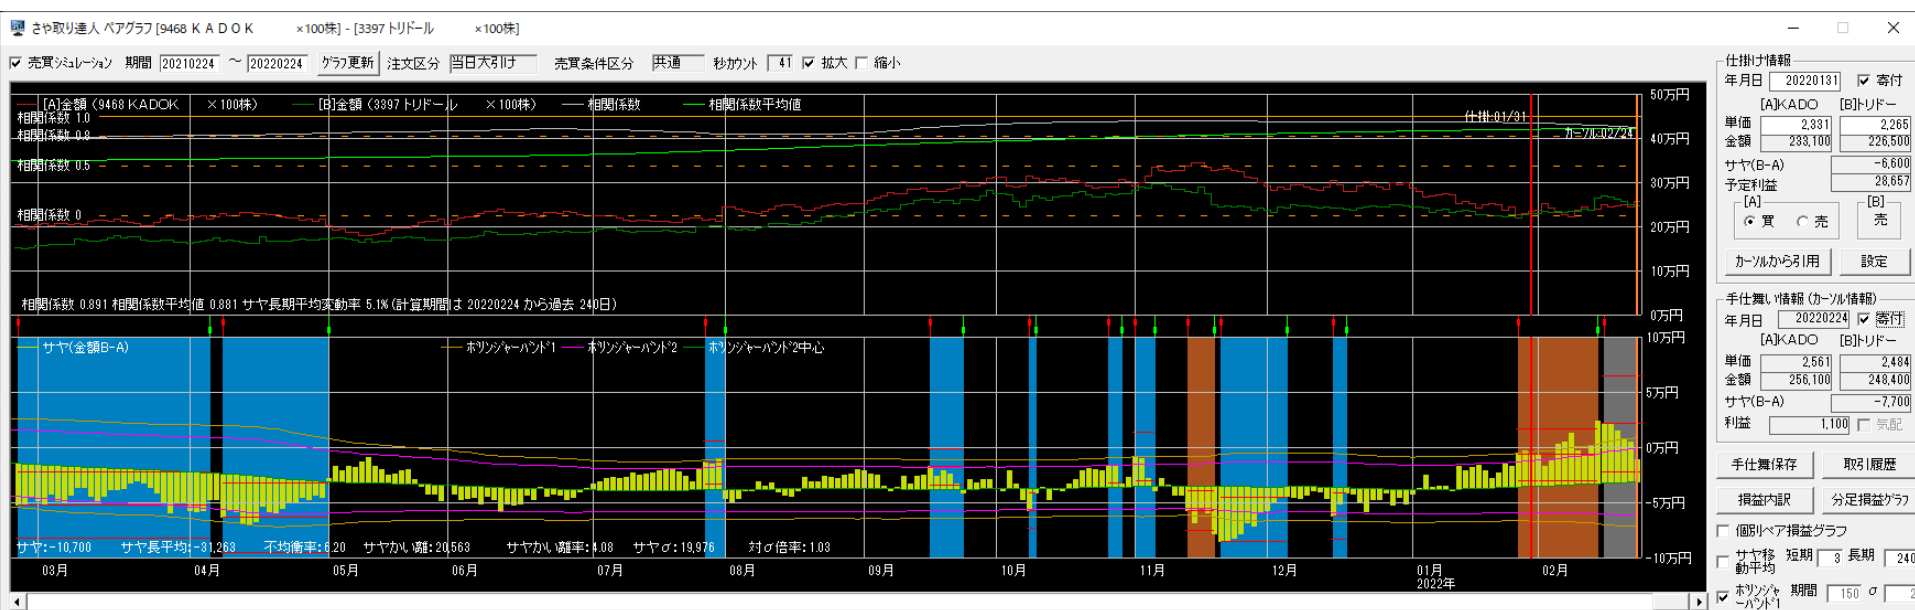 さや取り達人 ペアグラフ [9468 K A D O K ×100株] - [3397 トリドール ×100株]
売買シミュレーション 期間 20210224 ～ 20220224 グラフ更新 注文区分 当日大引け 売買条件区分 共通 秒カウント 41 拡大 縮小
[A]金額 (9468 KADOK ×100株) [B]金額 (3397 トリドール ×100株) 相関係数 相関係数平均値
相関係数 1.0
相関係数 0.8
相関係数 0.5
相関係数 0
仕掛:01/31
カーソル:02/24
50万円
40万円
30万円
20万円
10万円
0万円
相関係数 0.891 相関係数平均値 0.881 サヤ長期平均変動率 5.1% (計算期間は 20220224 から過去 240日)
サヤ(金額B-A) ボリンジャーバンド1 ボリンジャーバンド2 ボリンジャーバンド2中心
10万円
5万円
0万円
-5万円
-10万円
サヤ:-10,700 サヤ長平均:-31,263 不均衡率:6.20 サヤかい離:20,563 サヤかい離率:4.08 サヤσ:19,976 対σ倍率:1.03
03月 04月 05月 06月 07月 08月 09月 10月 11月 12月 01月 02月
2022年
仕掛け情報
年月日 20220131 寄付
[A]KADO [B]トリドー
単価 2,331 2,265
金額 233,100 226,500
サヤ(B-A) -6,600
予定利益 28,657
[A] [B]
買 売 売
カーソルから引用 設定
手仕舞い情報 (カーソル情報)
年月日 20220224 寄付
[A]KADO [B]トリドー
単価 2,561 2,484
金額 256,100 248,400
サヤ(B-A) -7,700
利益 1,100 気配
手仕舞保存 取引履歴
損益内訳 分足損益グラフ
個別ペア損益グラフ
サヤ移動平均 短期 3 長期 240
ボリンジャーバンド1 期間 150 σ 2